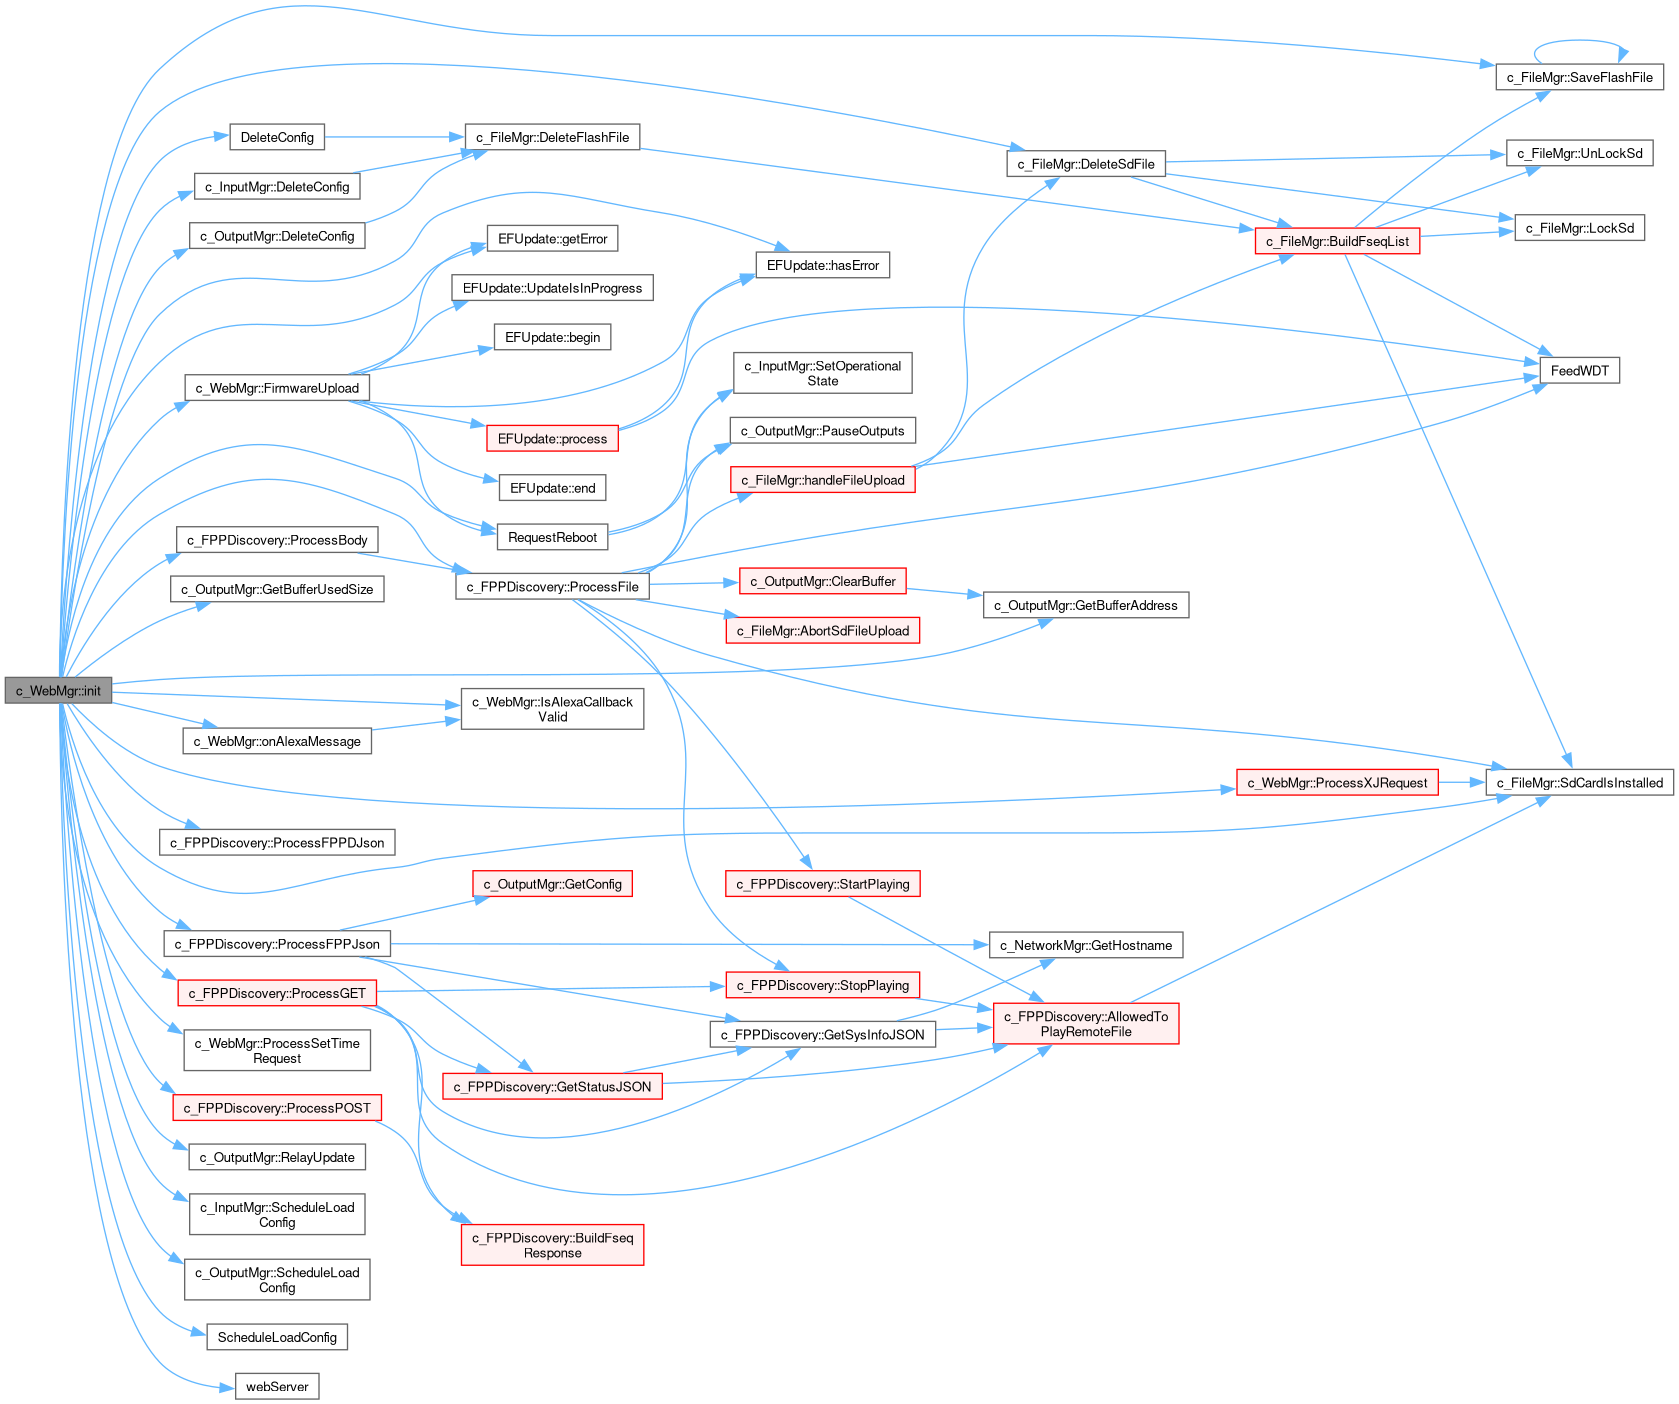 c_WebMgr::init
DeleteConfig
c_InputMgr::DeleteConfig
c_OutputMgr::DeleteConfig
c_WebMgr::FirmwareUpload
c_FPPDiscovery::ProcessBody
c_OutputMgr::GetBufferUsedSize
c_WebMgr::onAlexaMessage
c_FPPDiscovery::ProcessFPPDJson
c_FPPDiscovery::ProcessFPPJson
c_FPPDiscovery::ProcessGET
c_WebMgr::ProcessSetTime
Request
c_FPPDiscovery::ProcessPOST
c_OutputMgr::RelayUpdate
c_InputMgr::ScheduleLoad
Config
c_OutputMgr::ScheduleLoad
Config
ScheduleLoadConfig
webServer
c_FileMgr::DeleteFlashFile
EFUpdate::getError
EFUpdate::UpdateIsInProgress
EFUpdate::begin
EFUpdate::process
EFUpdate::end
RequestReboot
c_FPPDiscovery::ProcessFile
c_WebMgr::IsAlexaCallback
Valid
c_OutputMgr::GetConfig
c_FPPDiscovery::GetStatusJSON
c_FPPDiscovery::BuildFseq
Response
EFUpdate::hasError
c_InputMgr::SetOperational
State
c_OutputMgr::PauseOutputs
c_FileMgr::handleFileUpload
c_OutputMgr::ClearBuffer
c_FileMgr::AbortSdFileUpload
c_FPPDiscovery::StartPlaying
c_FPPDiscovery::StopPlaying
c_FPPDiscovery::GetSysInfoJSON
c_FileMgr::DeleteSdFile
c_OutputMgr::GetBufferAddress
c_NetworkMgr::GetHostname
c_FPPDiscovery::AllowedTo
PlayRemoteFile
c_FileMgr::BuildFseqList
c_WebMgr::ProcessXJRequest
c_FileMgr::SaveFlashFile
c_FileMgr::UnLockSd
c_FileMgr::LockSd
FeedWDT
c_FileMgr::SdCardIsInstalled